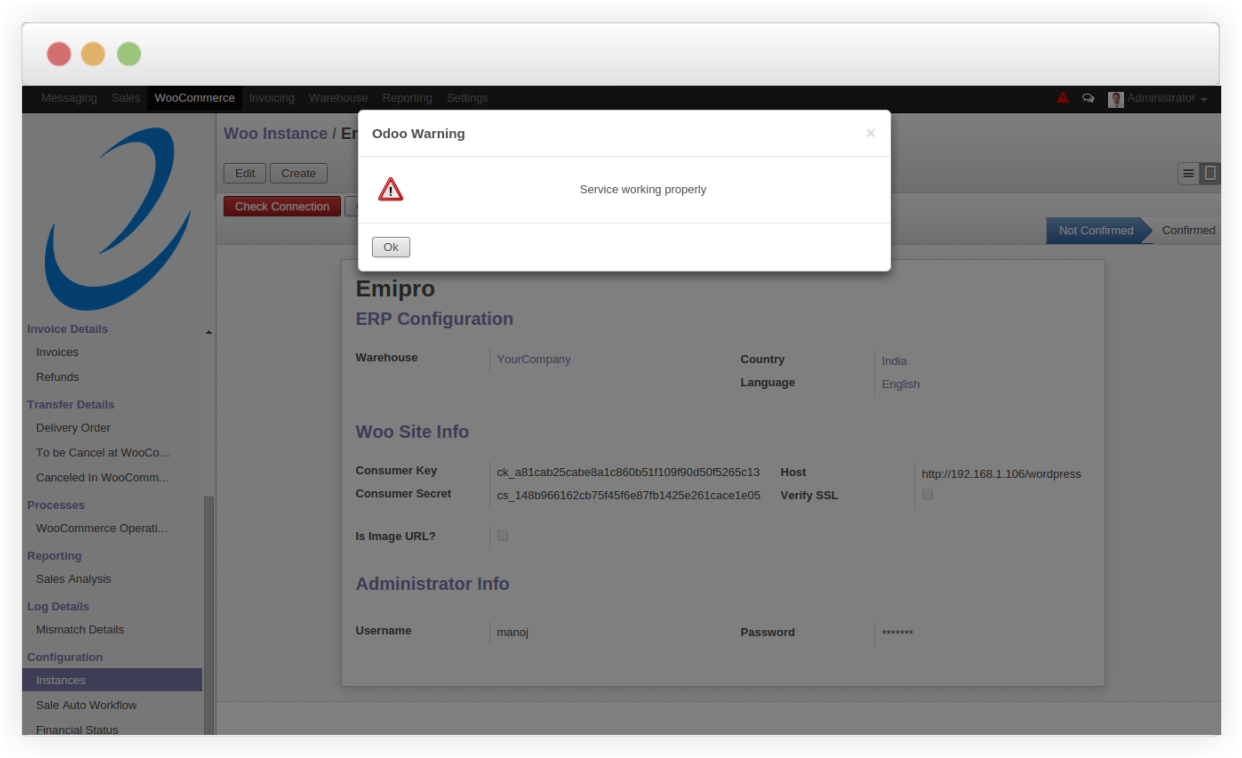 Messaging Sales WooCommerce Invoicing Warehouse Reporting Settings Administrator
Woo Instance / Er
Odoo Warning ×
Edit Create
Service working properly
Check Connection
Ok
Not Confirmed Confirmed
Invoice Details
Invoices
Refunds
Transfer Details
Delivery Order
To be Cancel at WooCo...
Canceled In WooComm...
Processes
WooCommerce Operati...
Reporting
Sales Analysis
Log Details
Mismatch Details
Configuration
Instances
Sale Auto Workflow
Financial Status
Emipro
ERP Configuration
Warehouse YourCompany Country India
Language English
Woo Site Info
Consumer Key ck_a81cab25cabe8a1c860b51f109f90d50f5265c13 Host http://192.168.1.106/wordpress
Consumer Secret cs_148b966162cb75f45f6e87fb1425e261cace1e05 Verify SSL
Is Image URL?
Administrator Info
Username manoj Password *******